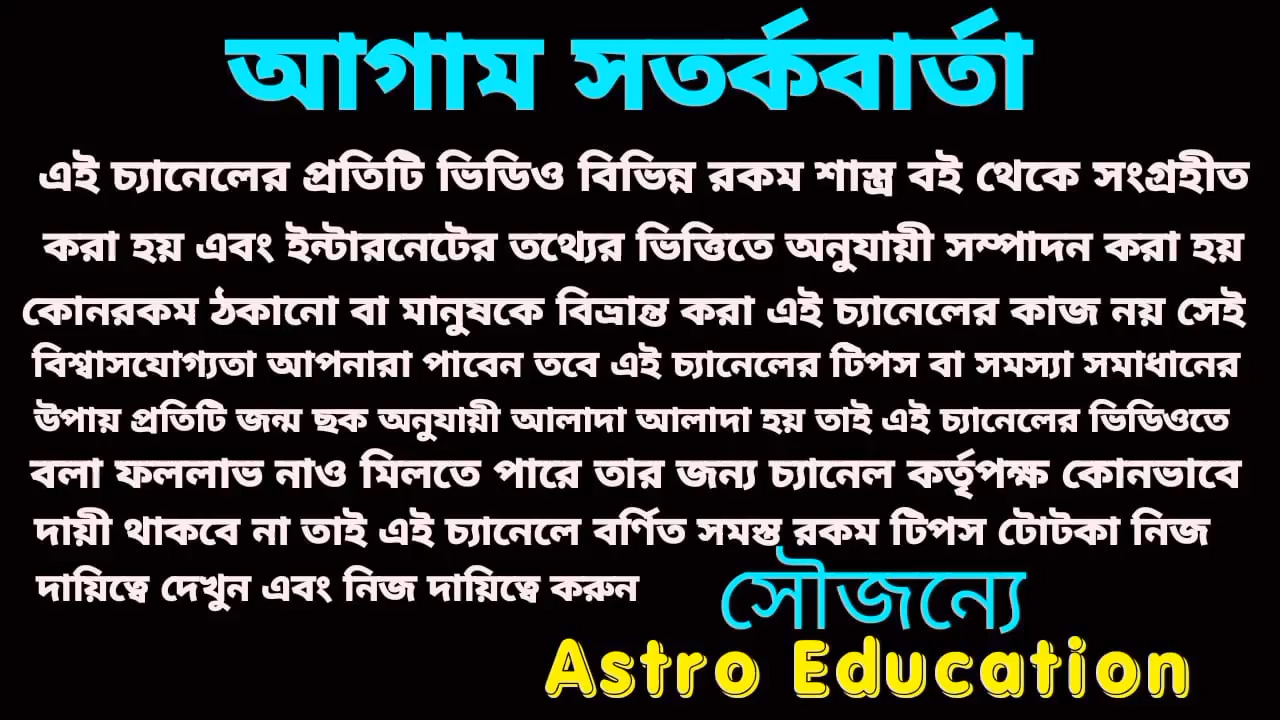 আগাম সতর্কবার্তা
এই চ্যানেলের প্রতিটি ভিডিও বিভিন্ন রকম শাস্ত্র বই থেকে সংগ্রহীত
করা হয় এবং ইন্টারনেটের তথ্যের ভিত্তিতে অনুযায়ী সম্পাদন করা হয়
কোনরকম ঠকানো বা মানুষকে বিভ্রান্ত করা এই চ্যানেলের কাজ নয় সেই
বিশ্বাসযোগ্যতা আপনারা পাবেন তবে এই চ্যানেলের টিপস বা সমস্যা সমাধানের
উপায় প্রতিটি জন্ম ছক অনুযায়ী আলাদা আলাদা হয় তাই এই চ্যানেলের ভিডিওতে
বলা ফললাভ নাও মিলতে পারে তার জন্য চ্যানেল কর্তৃপক্ষ কোনভাবে
দায়ী থাকবে না তাই এই চ্যানেলে বর্ণিত সমস্ত রকম টিপস টোটকা নিজ
দায়িত্বে দেখুন এবং নিজ দায়িত্বে করুন
সৌজন্যে
Astro Education